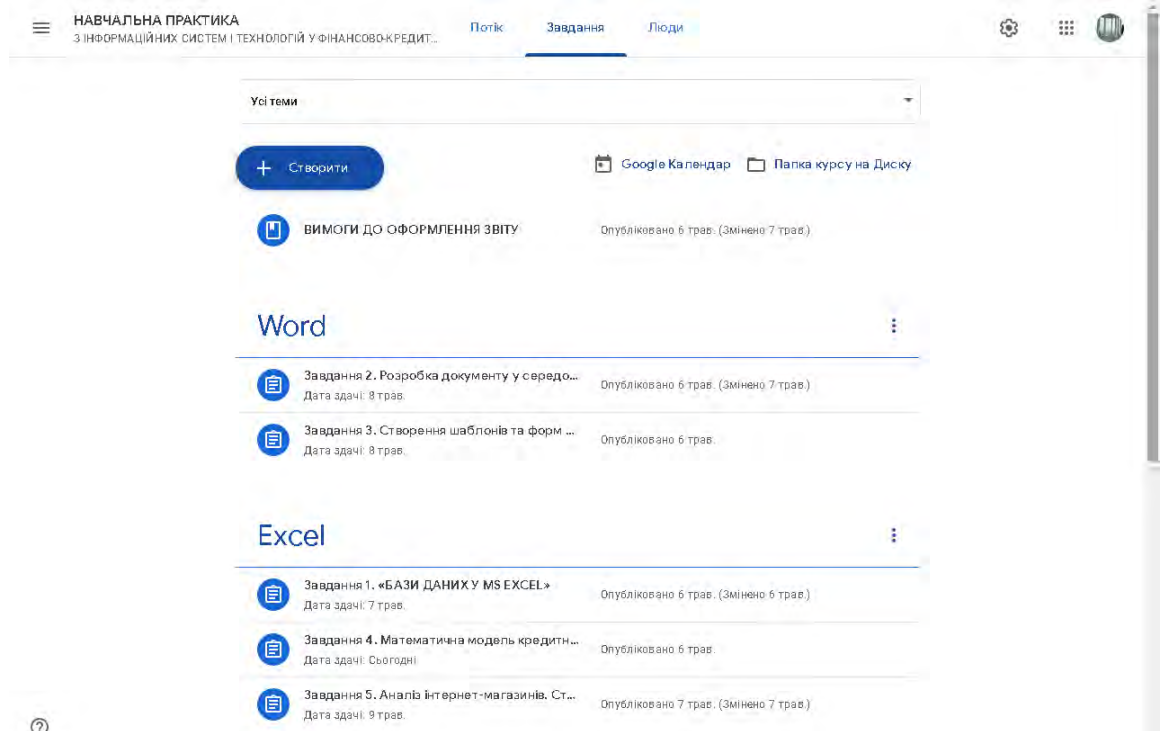 НАВЧАЛЬНА ПРАКТИКА
З ІНФОРМАЦІЙНИХ СИСТЕМ І ТЕХНОЛОГІЙ У ФІНАНСОВО-КРЕДИТ...
Потік Завдання Люди
Усі теми
+ Створити
Google Календар Папка курсу на Диску
ВИМОГИ ДО ОФОРМЛЕННЯ ЗВІТУ Опубліковано 6 трав. (Змінено 7 трав.)
Word
Завдання 2. Розробка документу у середо... Опубліковано 6 трав. (Змінено 7 трав.)
Дата здачі: 8 трав.
Завдання 3. Створення шаблонів та форм ... Опубліковано 6 трав.
Дата здачі: 8 трав.
Excel
Завдання 1. «БАЗИ ДАНИХ У MS EXCEL» Опубліковано 6 трав. (Змінено 6 трав.)
Дата здачі: 7 трав.
Завдання 4. Математична модель кредитн... Опубліковано 6 трав.
Дата здачі: Сьогодні
Завдання 5. Аналіз інтернет-магазинів. Ст... Опубліковано 7 трав. (Змінено 7 трав.)
Дата здачі: 9 трав.